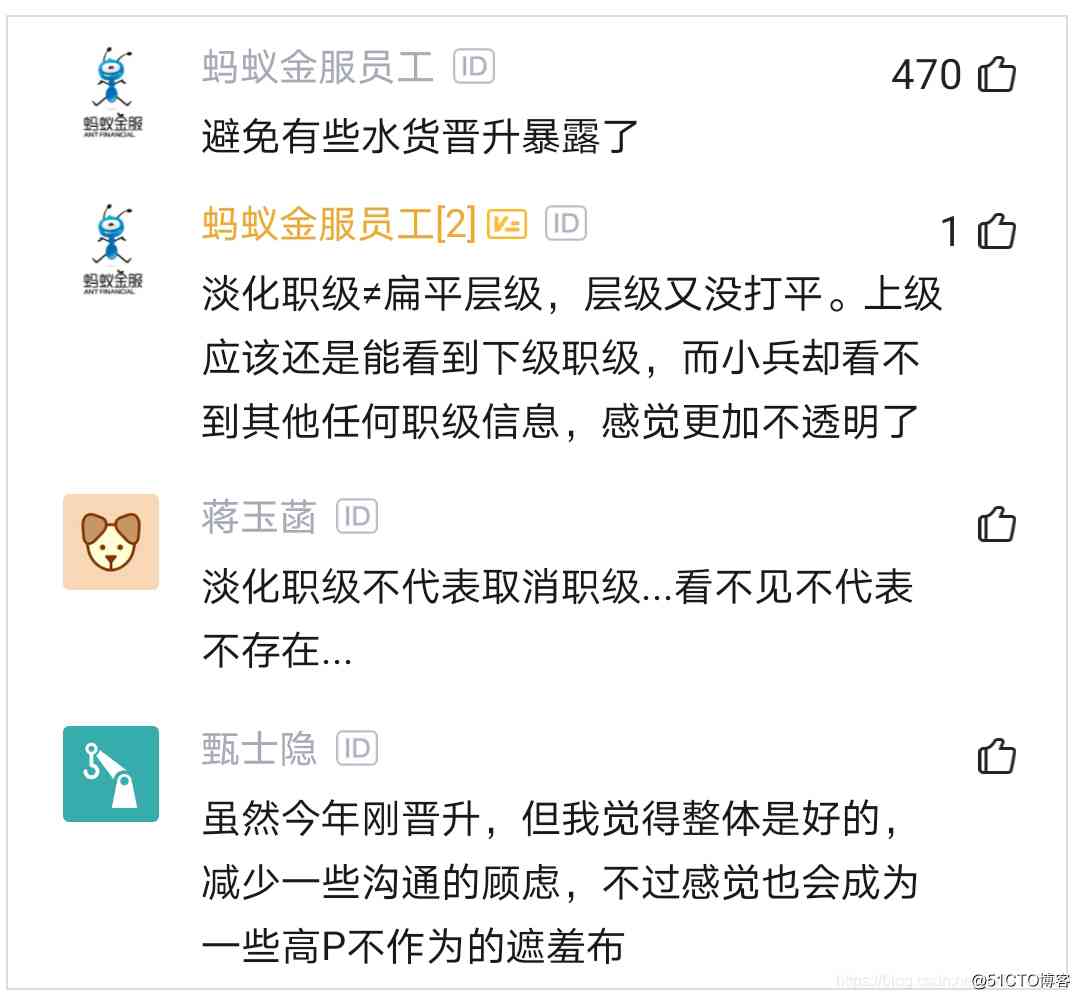 蚂蚁金服员工 ID
470
蚂蚁金服
ANT FINANCIAL
避免有些水货晋升暴露了
蚂蚁金服员工[2] V ID
1
蚂蚁金服
ANT FINANCIAL
淡化职级≠扁平层级，层级又没打平。上级
应该还是能看到下级职级，而小兵却看不
到其他任何职级信息，感觉更加不透明了
蒋玉菡 ID
淡化职级不代表取消职级...看不见不代表
不存在...
甄士隐 ID
虽然今年刚晋升，但我觉得整体是好的，
减少一些沟通的顾虑，不过感觉也会成为
一些高P不作为的遮羞布
https://blog.csdn.ne
@51CTO博客